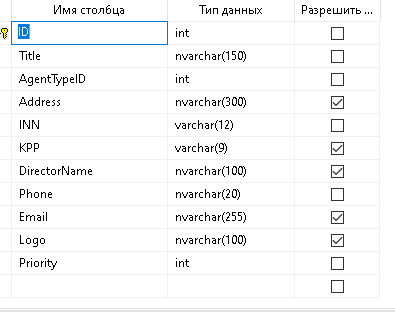 Имя столбца Тип данных Разрешить ...
ID int
Title nvarchar(150)
AgentTypeID int
Address nvarchar(300)
INN varchar(12)
KPP varchar(9)
DirectorName nvarchar(100)
Phone nvarchar(20)
Email nvarchar(255)
Logo nvarchar(100)
Priority int